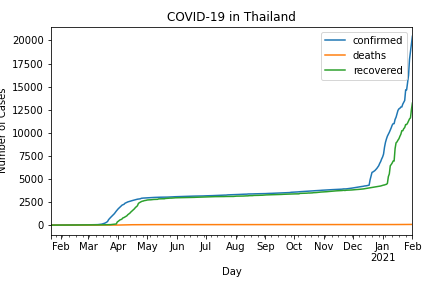 COVID-19 in Thailand
20000
17500
15000
12500
10000
7500
5000
2500
0
Number of Cases
confirmed
deaths
recovered
Feb Mar Apr May Jun Jul Aug Sep Oct Nov Dec Jan Feb
2021
Day